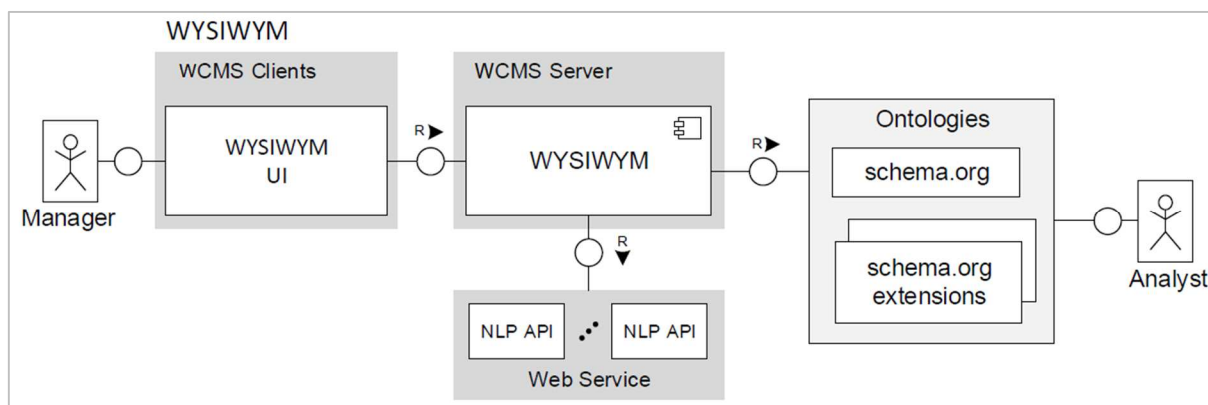 WYSIWYM
WCMS Clients
WCMS Server
WYSIWYM
UI
R
WYSIWYM
R
Ontologies
schema.org
schema.org
extensions
Manager
Analyst
R
NLP API
NLP API
Web Service